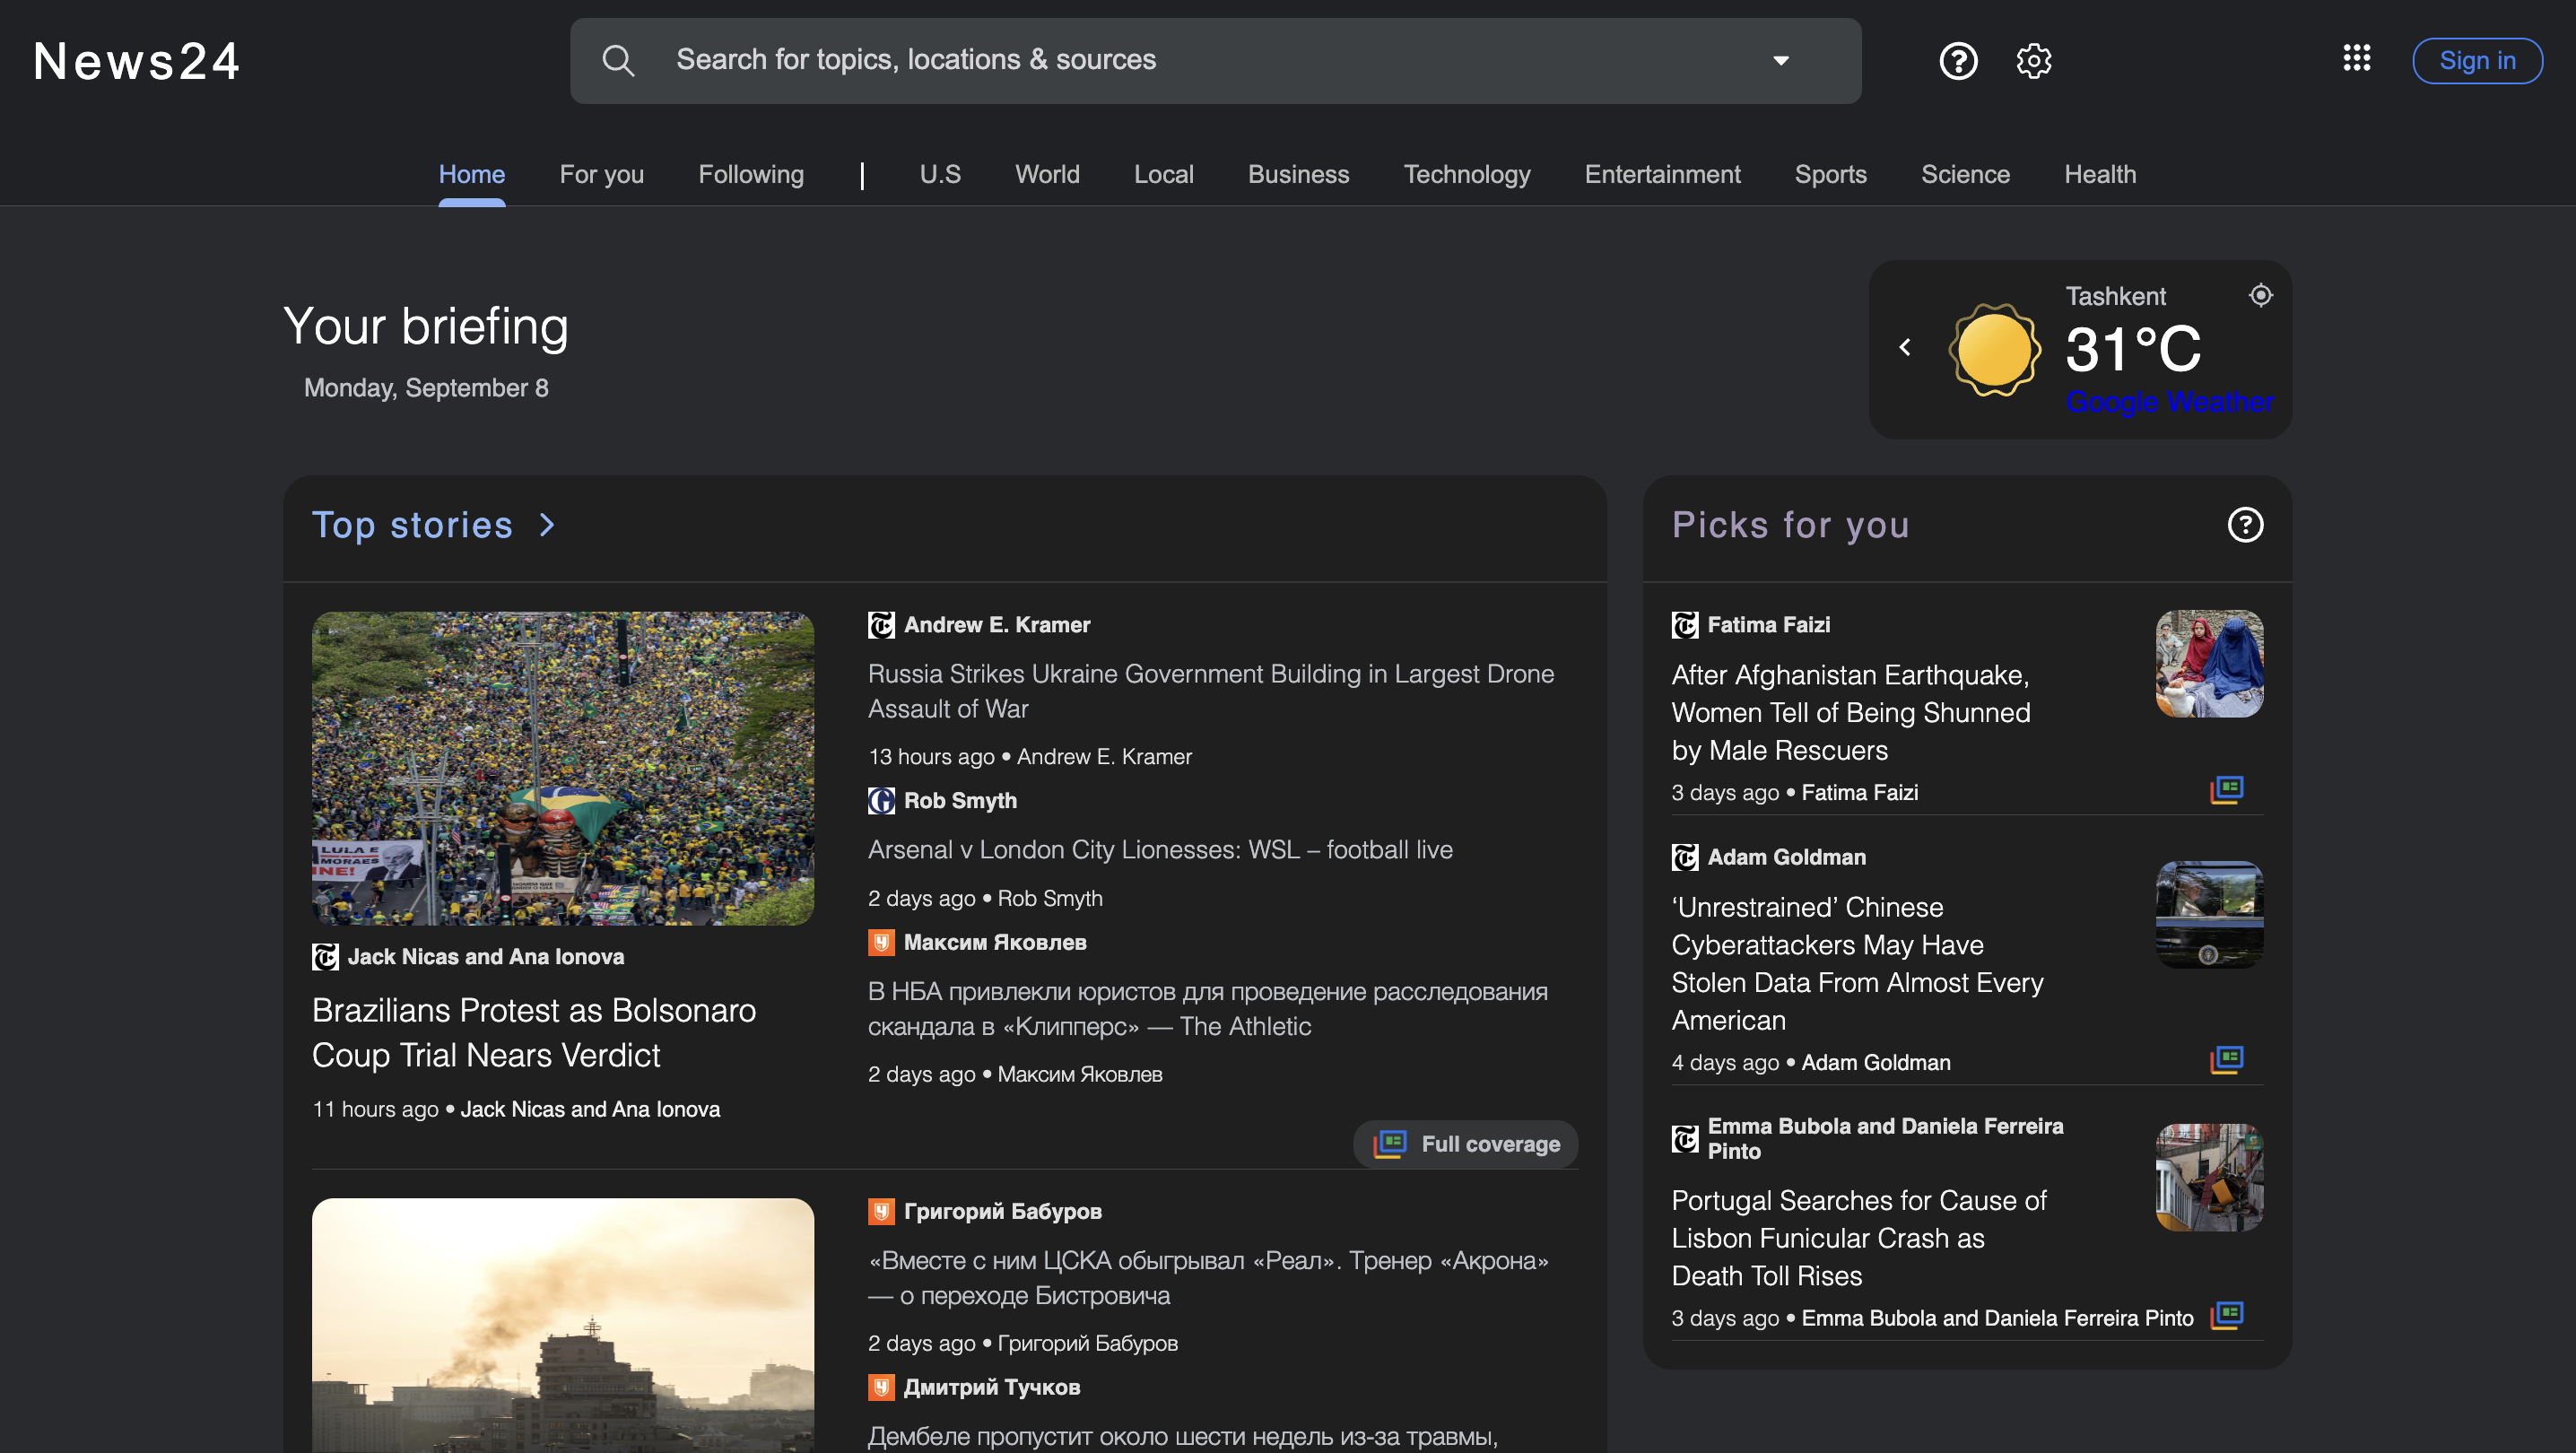 News24
Search for topics, locations & sources
Sign in
Home For you Following | U.S World Local Business Technology Entertainment Sports Science Health
Your briefing
Monday, September 8
Tashkent
31°C
Google Weather
Top stories
LULA E
MORAES
INE!
Jack Nicas and Ana Ionova
Brazilians Protest as Bolsonaro
Coup Trial Nears Verdict
11 hours ago • Jack Nicas and Ana Ionova
Andrew E. Kramer
Russia Strikes Ukraine Government Building in Largest Drone
Assault of War
13 hours ago • Andrew E. Kramer
Rob Smyth
Arsenal v London City Lionesses: WSL – football live
2 days ago • Rob Smyth
Максим Яковлев
В НБА привлекли юристов для проведение расследования
скандала в «Клипперс» — The Athletic
2 days ago • Максим Яковлев
Full coverage
Григорий Бабуров
«Вместе с ним ЦСКА обыгрывал «Реал». Тренер «Акрона»
— о переходе Бистровича
2 days ago • Григорий Бабуров
Дмитрий Тучков
Дембеле пропустит около шести недель из-за травмы,
Picks for you
Fatima Faizi
After Afghanistan Earthquake,
Women Tell of Being Shunned
by Male Rescuers
3 days ago • Fatima Faizi
Adam Goldman
‘Unrestrained’ Chinese
Cyberattackers May Have
Stolen Data From Almost Every
American
4 days ago • Adam Goldman
Emma Bubola and Daniela Ferreira
Pinto
Portugal Searches for Cause of
Lisbon Funicular Crash as
Death Toll Rises
3 days ago • Emma Bubola and Daniela Ferreira Pinto